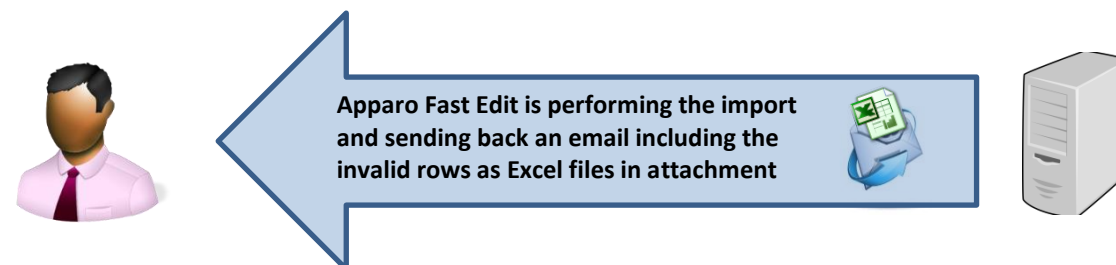 Apparo Fast Edit is performing the import
and sending back an email including the
invalid rows as Excel files in attachment